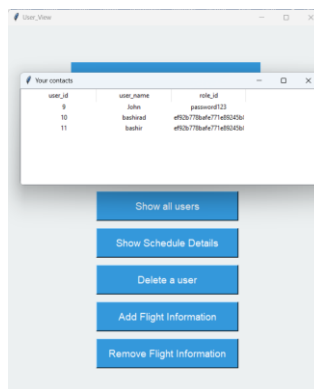 User_View
Your contacts
user_id user_name role_id
9 John password123
10 bashirad ef92b778bafe771e89245bl
11 bashir ef92b778bafe771e89245bl
Show all users
Show Schedule Details
Delete a user
Add Flight Information
Remove Flight Information